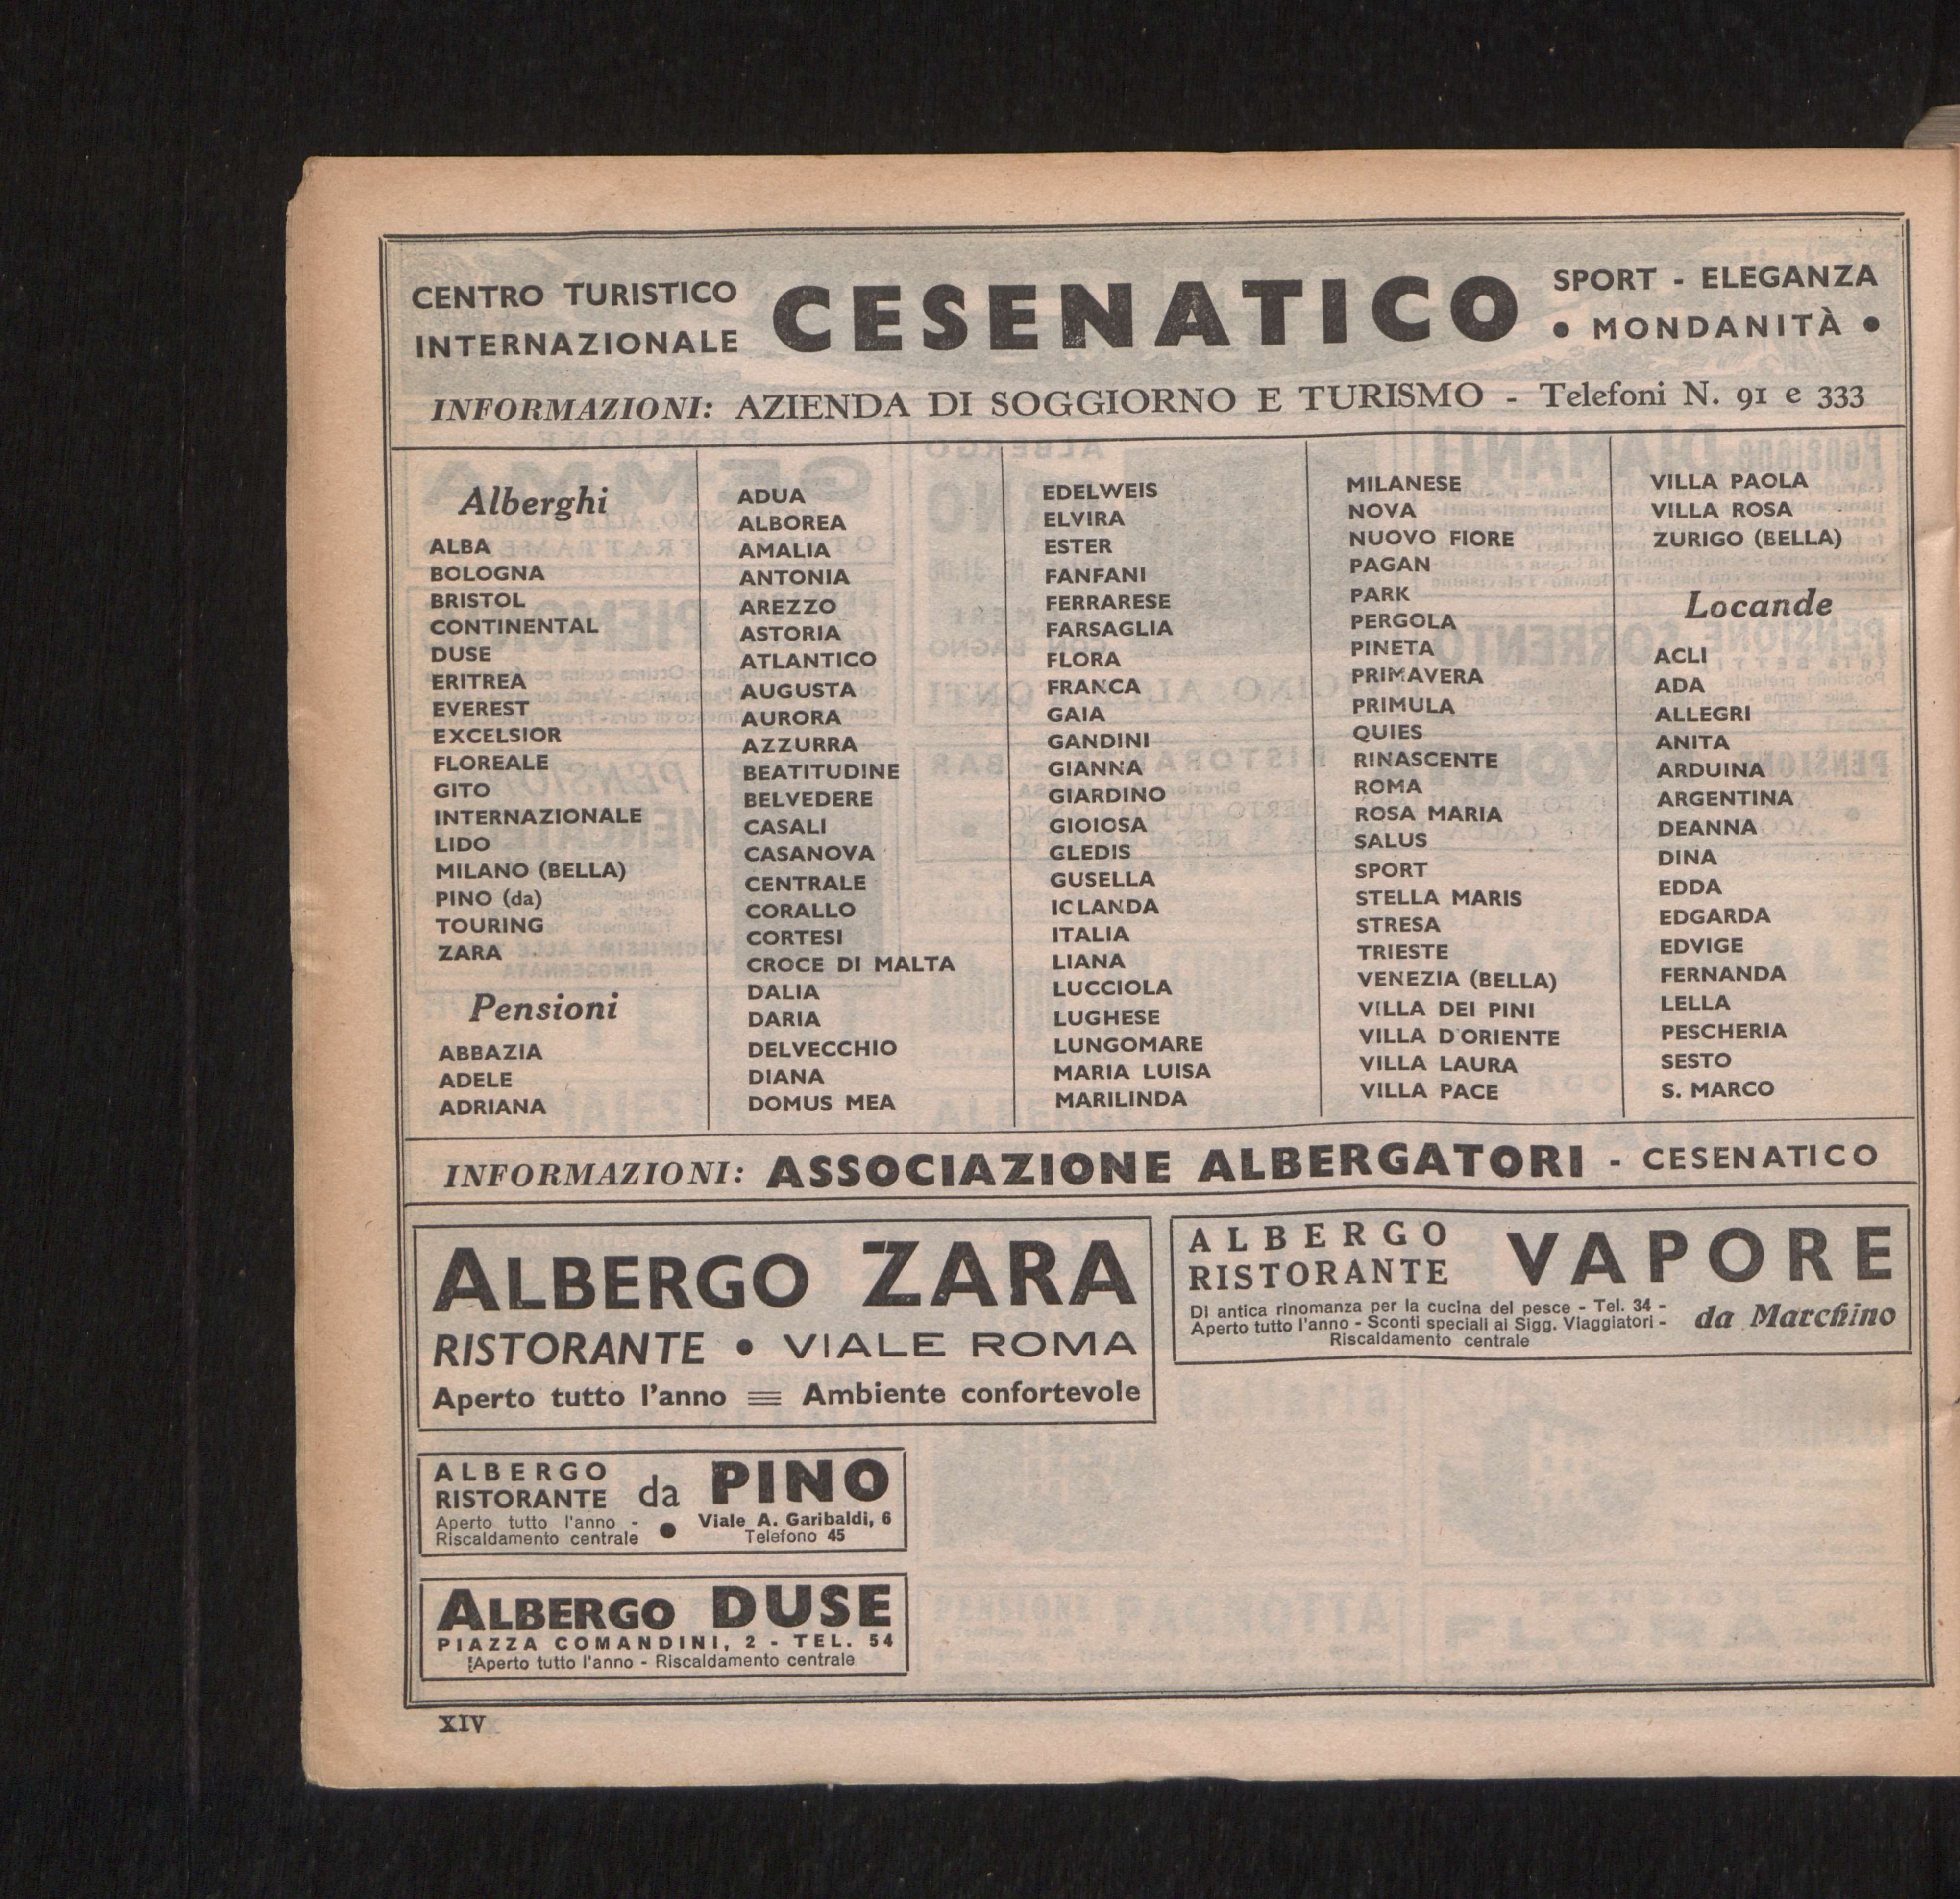 CENTRO TURISTICO
INTERNAZIONALE
CESENATICO
SPORT - ELEGANZA
• MONDANITÀ •
INFORMAZIONI: AZIENDA DI SOGGIORNO E TURISMO - Telefoni N. 91 e 333
Alberghi
ALBA
BOLOGNA
BRISTOL
CONTINENTAL
DUSE
ERITREA
EVEREST
EXCELSIOR
FLOREALE
GITO
INTERNAZIONALE
LIDO
MILANO (BELLA)
PINO (da)
TOURING
ZARA
Pensioni
ABBAZIA
ADELE
ADRIANA
ADUA
ALBOREA
AMALIA
ANTONIA
AREZZO
ASTORIA
ATLANTICO
AUGUSTA
AURORA
AZZURRA
BEATITUDINE
BELVEDERE
CASALI
CASANOVA
CENTRALE
CORALLO
CORTESI
CROCE DI MALTA
DALIA
DARIA
DELVECCHIO
DIANA
DOMUS MEA
EDELWEIS
ELVIRA
ESTER
FANFANI
FERRARESE
FARSAGLIA
FLORA
FRANCA
GAIA
GANDINI
GIANNA
GIARDINO
GIOIOSA
GLEDIS
GUSELLA
ICLANDA
ITALIA
LIANA
LUCCIOLA
LUGHESE
LUNGOMARE
MARIA LUISA
MARILINDA
MILANESE
NOVA
NUOVO FIORE
PAGAN
PARK
PERGOLA
PINETA
PRIMAVERA
PRIMULA
QUIES
RINASCENTE
ROMA
ROSA MARIA
SALUS
SPORT
STELLA MARIS
STRESA
TRIESTE
VENEZIA (BELLA)
VILLA DEI PINI
VILLA D'ORIENTE
VILLA LAURA
VILLA PACE
VILLA PAOLA
VILLA ROSA
ZURIGO (BELLA)
Locande
ACLI
ADA
ALLEGRI
ANITA
ARDUINA
ARGENTINA
DEANNA
DINA
EDDA
EDGARDA
EDVIGE
FERNANDA
LELLA
PESCHERIA
SESTO
S. MARCO
INFORMAZIONI: ASSOCIAZIONE ALBERGATORI - CESENATICO
ALBERGO ZARA
RISTORANTE • VIALE ROMA
Aperto tutto l'anno ≡ Ambiente confortevole
ALBERGO
RISTORANTE
VAPORE
Di antica rinomanza per la cucina del pesce - Tel. 34 -
Aperto tutto l'anno - Sconti speciali ai Sigg. Viaggiatori -
Riscaldamento centrale
da Marchino
ALBERGO
RISTORANTE
da PINO
Aperto tutto l'anno -
Riscaldamento centrale
•
Viale A. Garibaldi, 6
Telefono 45
ALBERGO DUSE
PIAZZA COMANDINI, 2 - TEL. 54
Aperto tutto l'anno - Riscaldamento centrale
XIV